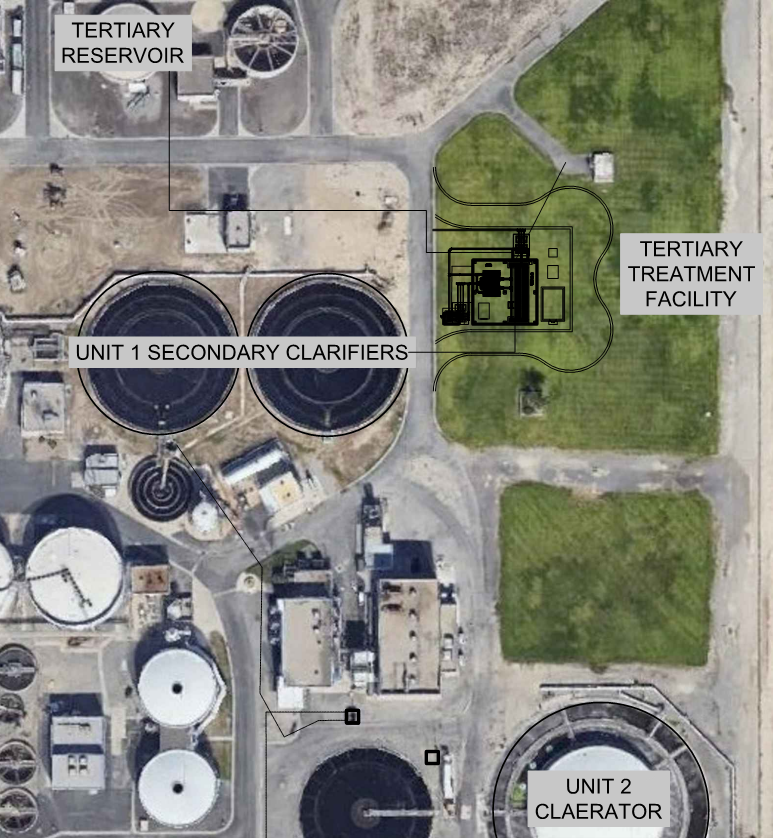 TERTIARY
RESERVOIR
TERTIARY
TREATMENT
FACILITY
UNIT 1 SECONDARY CLARIFIERS
UNIT 2
CLAERATOR